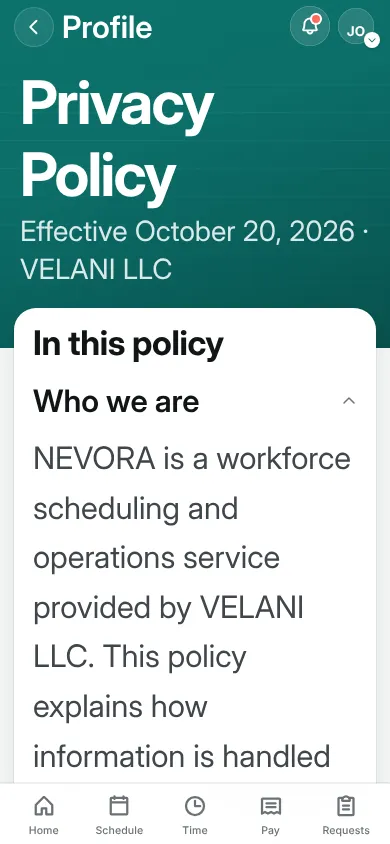 Profile
JO
Privacy
Policy
Effective October 20, 2026 ·
VELANI LLC
In this policy
Who we are
NEVORA is a workforce
scheduling and
operations service
provided by VELANI
LLC. This policy
explains how
information is handled
Home
Schedule
Time
Pay
Requests